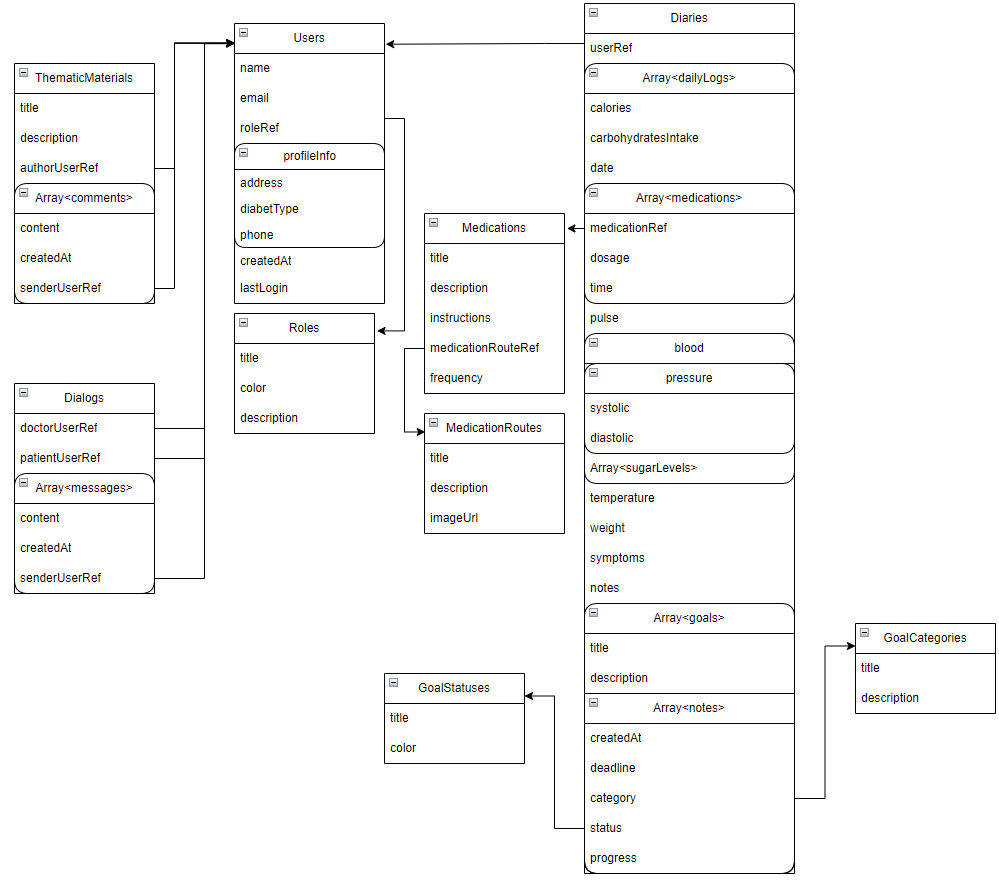 Diaries
userRef
Array<dailyLogs>
calories
carbohydratesIntake
date
Array<medications>
medicationRef
dosage
time
pulse
blood
pressure
systolic
diastolic
Array<sugarLevels>
temperature
weight
symptoms
notes
Array<goals>
title
description
Array<notes>
createdAt
deadline
category
status
progress
Users
name
email
roleRef
profileInfo
address
diabetType
phone
createdAt
lastLogin
ThematicMaterials
title
description
authorUserRef
Array<comments>
content
createdAt
senderUserRef
Medications
title
description
instructions
medicationRouteRef
frequency
Roles
title
color
description
Dialogs
doctorUserRef
patientUserRef
Array<messages>
content
createdAt
senderUserRef
MedicationRoutes
title
description
imageUrl
GoalCategories
title
description
GoalStatuses
title
color